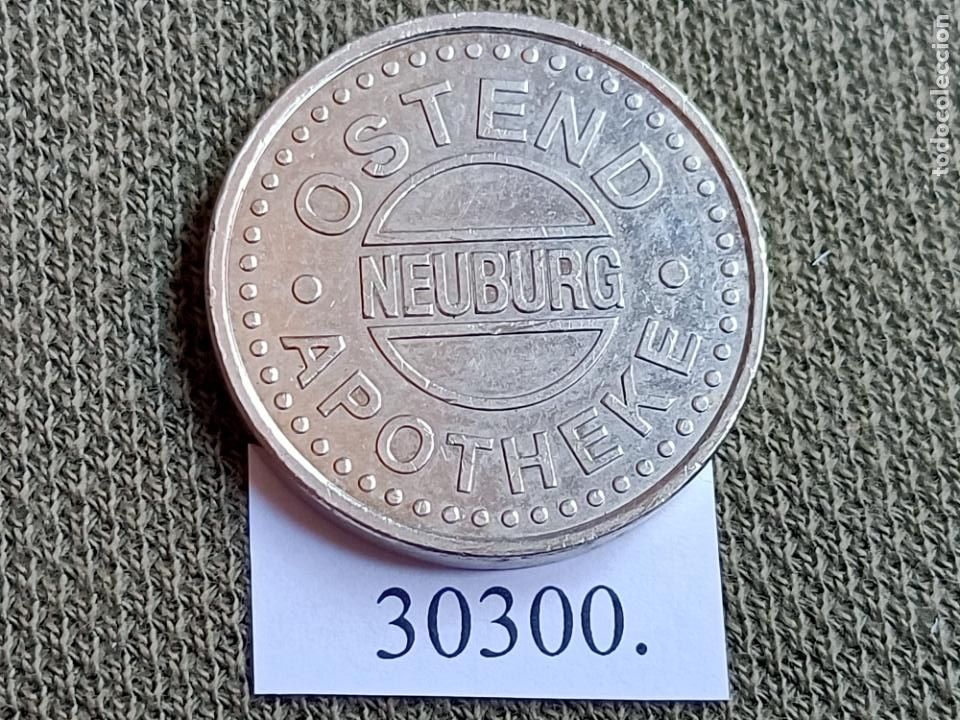 OSTEND
NEUBURG
APOTHEKE
30300.
todocoleccion